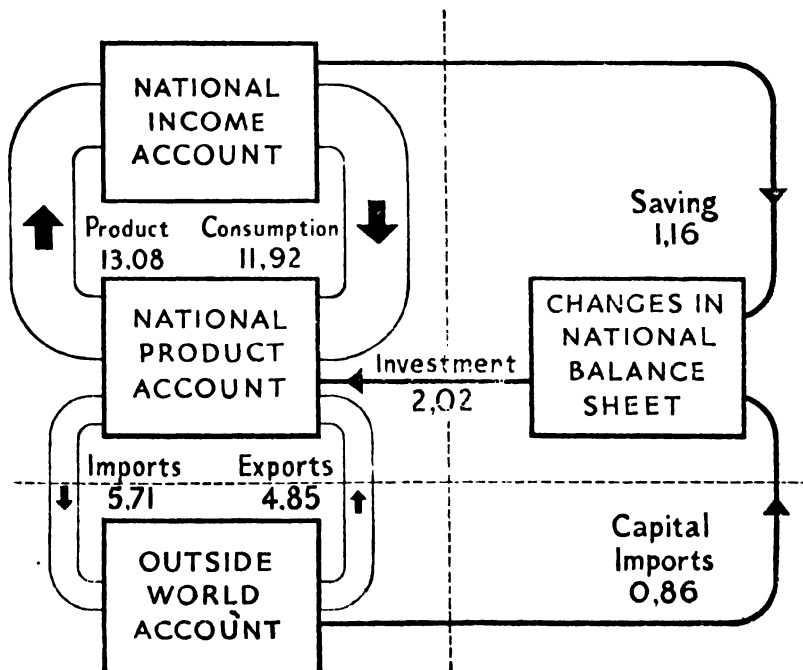 NATIONAL
INCOME
ACCOUNT
Product
13.08
Consumption
11,92
Saving
1,16
NATIONAL
PRODUCT
ACCOUNT
Investment
2,02
CHANGES IN
NATIONAL
BALANCE
SHEET
Imports
5.71
Exports
4.85
Capital
Imports
0,86
OUTSIDE
WORLD
ACCOUNT